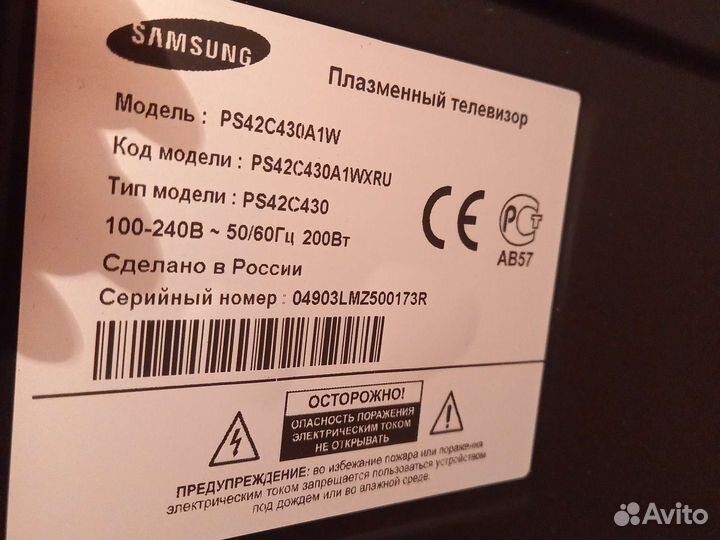 SAMSUNG
Плазменный телевизор
Модель : PS42C430A1W
Код модели : PS42C430A1WXRU
Тип модели : PS42C430
100-240В ~ 50/60Гц 200Вт
Сделано в России
Серийный номер : 04903LMZ500173R
CE
РСТ
АВ57
ОСТОРОЖНО!
ОПАСНОСТЬ ПОРАЖЕНИЯ
ЭЛЕКТРИЧЕСКИМ ТОКОМ
НЕ ОТКРЫВАТЬ
ПРЕДУПРЕЖДЕНИЕ: во избежание пожара или поражения
электрическим током запрещается пользоваться устройством
под дождем или во влажной среде.
Avito